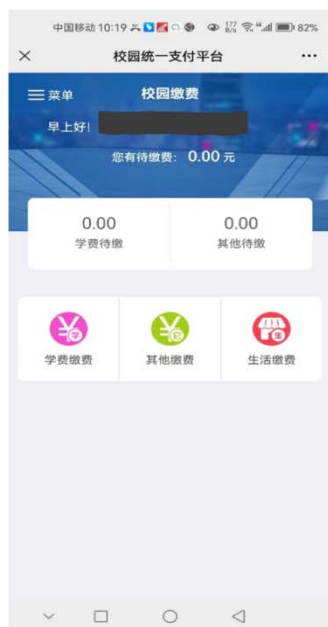 中国移动 10:19 177 B/s 82%
校园统一支付平台
菜单 校园缴费
早上好!
您有待缴费: 0.00 元
0.00 0.00
学费待缴 其他待缴
学费缴费 其他缴费 生活缴费